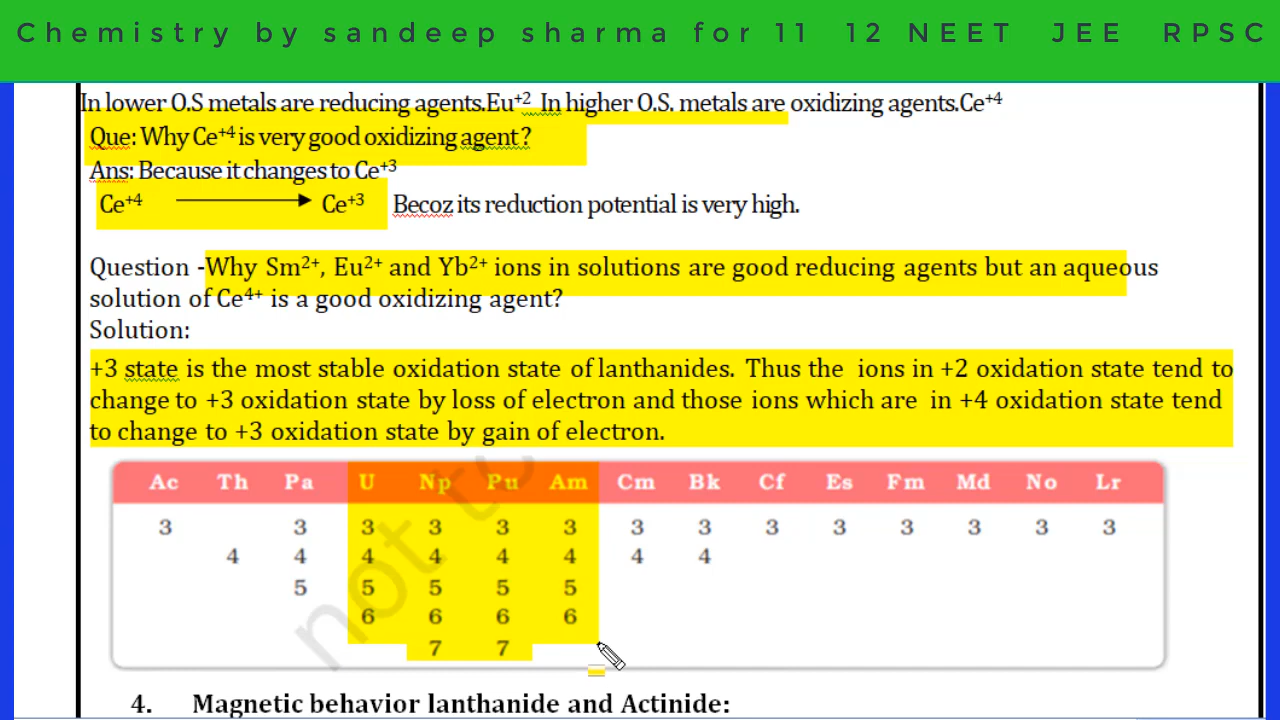 Chemistry by sandeep sharma for 11 12 NEET JEE RPSC
In lower O.S metals are reducing agents.Eu⁺² In higher O.S. metals are oxidizing agents.Ce⁺⁴
Que: Why Ce⁺⁴ is very good oxidizing agent?
Ans: Because it changes to Ce⁺³
Ce⁺⁴ ⟶ Ce⁺³ Becoz its reduction potential is very high.
Question -Why Sm²⁺, Eu²⁺ and Yb²⁺ ions in solutions are good reducing agents but an aqueous
solution of Ce⁴⁺ is a good oxidizing agent?
Solution:
+3 state is the most stable oxidation state of lanthanides. Thus the ions in +2 oxidation state tend to
change to +3 oxidation state by loss of electron and those ions which are in +4 oxidation state tend
to change to +3 oxidation state by gain of electron.
Ac Th Pa U Np Pu Am Cm Bk Cf Es Fm Md No Lr
3 3 3 3 3 3 3 3 3 3 3 3 3 3
4 4 4 4 4 4 4 4
5 5 5 5 5
6 6 6 6
7 7
not to
4. Magnetic behavior lanthanide and Actinide: